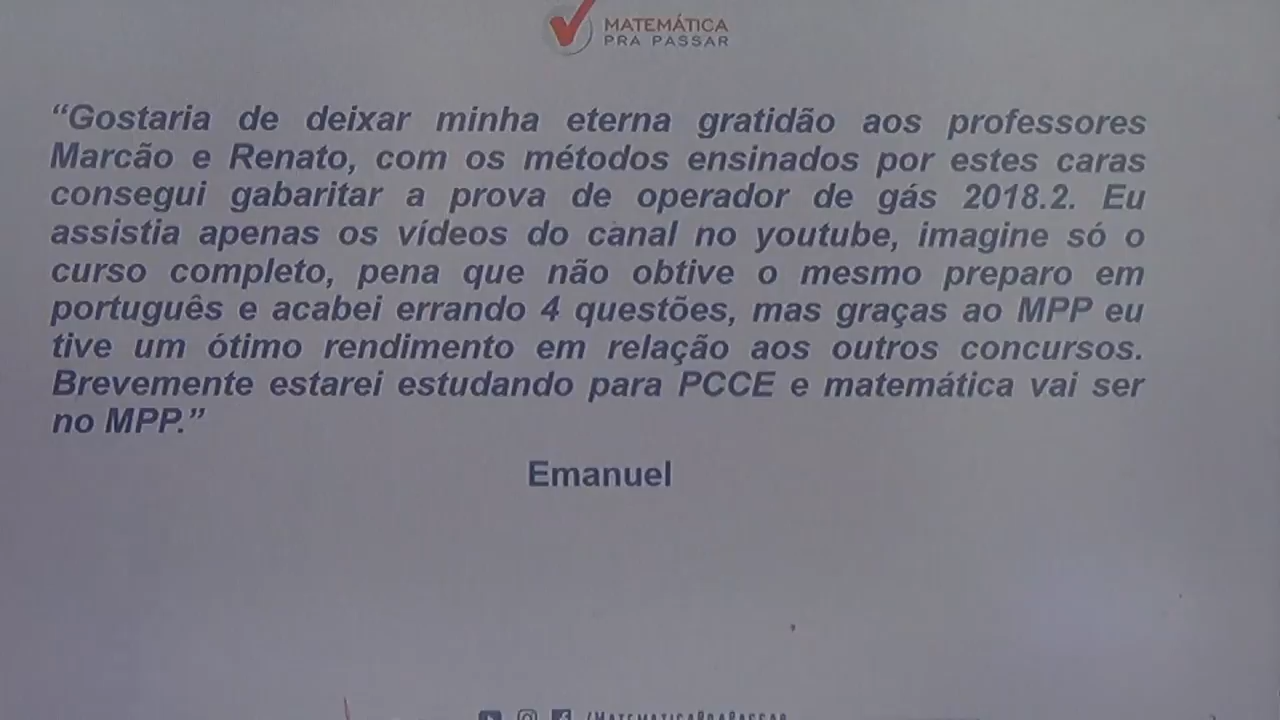 MATEMÁTICA
PRA PASSAR
“Gostaria de deixar minha eterna gratidão aos professores
Marcão e Renato, com os métodos ensinados por estes caras
consegui gabaritar a prova de operador de gás 2018.2. Eu
assistia apenas os vídeos do canal no youtube, imagine só o
curso completo, pena que não obtive o mesmo preparo em
português e acabei errando 4 questões, mas graças ao MPP eu
tive um ótimo rendimento em relação aos outros concursos.
Brevemente estarei estudando para PCCE e matemática vai ser
no MPP.”
Emanuel
/MATEMATICAPRAPASSAR